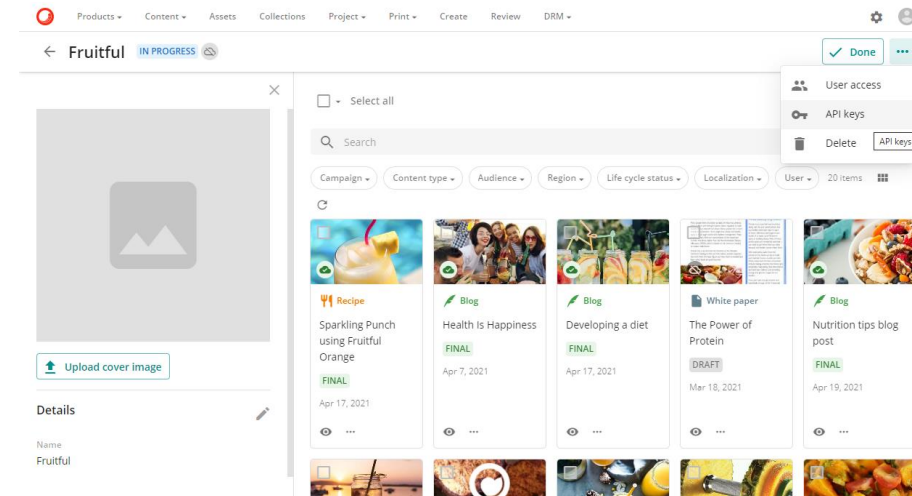 Products Content Assets Collections Project Print Create Review DRM
Fruitful IN PROGRESS Done ...
User access
API keys
Delete API keys
Select all
Search
Campaign Content type Audience Region Life cycle status Localization User 20 items
Recipe
Sparkling Punch
using Fruitful
Orange
FINAL
Apr 17, 2021
Blog
Health Is Happiness
FINAL
Apr 7, 2021
Blog
Developing a diet
FINAL
Apr 17, 2021
White paper
The Power of
Protein
DRAFT
Mar 18, 2021
Blog
Nutrition tips blog
post
FINAL
Apr 19, 2021
Upload cover image
Details
Name
Fruitful